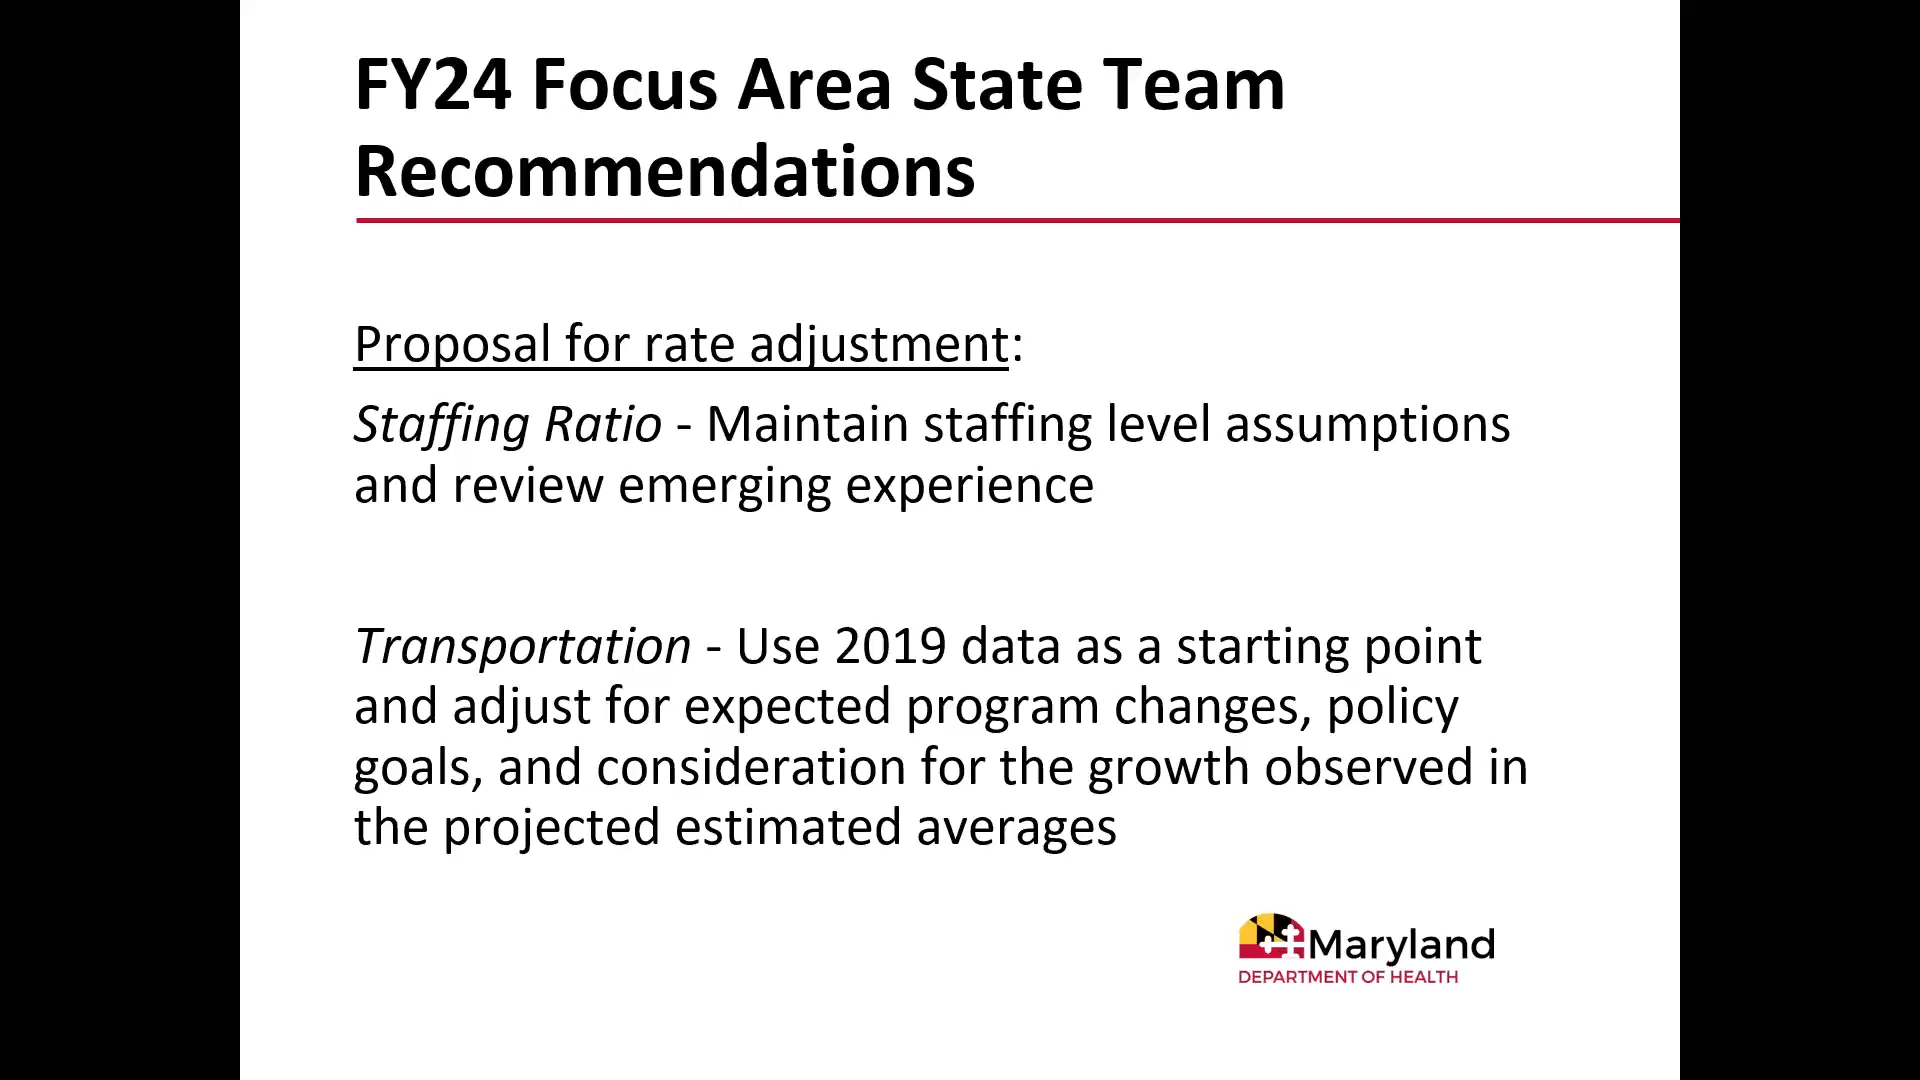 FY24 Focus Area State Team
Recommendations
Proposal for rate adjustment:
Staffing Ratio - Maintain staffing level assumptions
and review emerging experience
Transportation - Use 2019 data as a starting point
and adjust for expected program changes, policy
goals, and consideration for the growth observed in
the projected estimated averages
Maryland
DEPARTMENT OF HEALTH